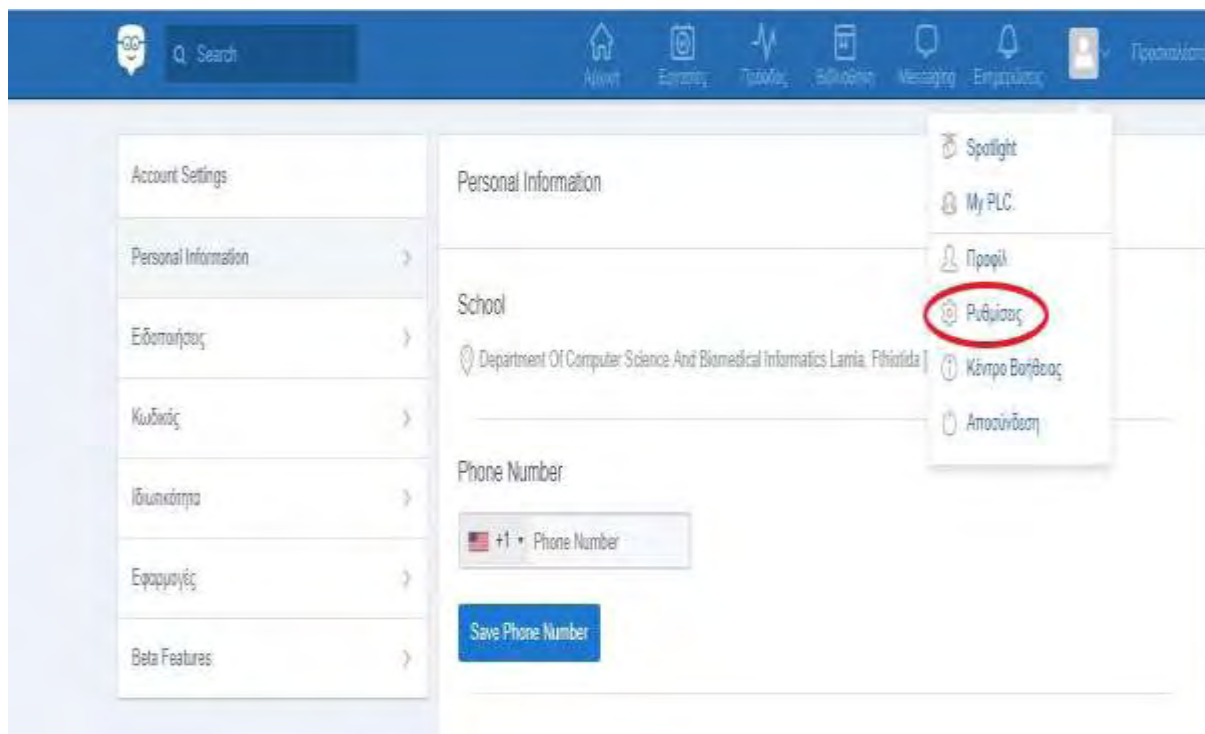 Search
Αρχική
Πρόοδος
Βιβλιοθήκη
Messaging
Ενημερώσεις
Account Settings
Personal Information
Ειδοποιήσεις
Κωδικός
Ιδιωτικότητα
Εφαρμογές
Beta Features
Personal Information
School
Department Of Computer Science And Biomedical Informatics Lamia, Fthiotida
Phone Number
+1 Phone Number
Save Phone Number
Spotlight
My PLC
Προφίλ
Ρυθμίσεις
Κέντρο Βοήθειας
Αποσύνδεση